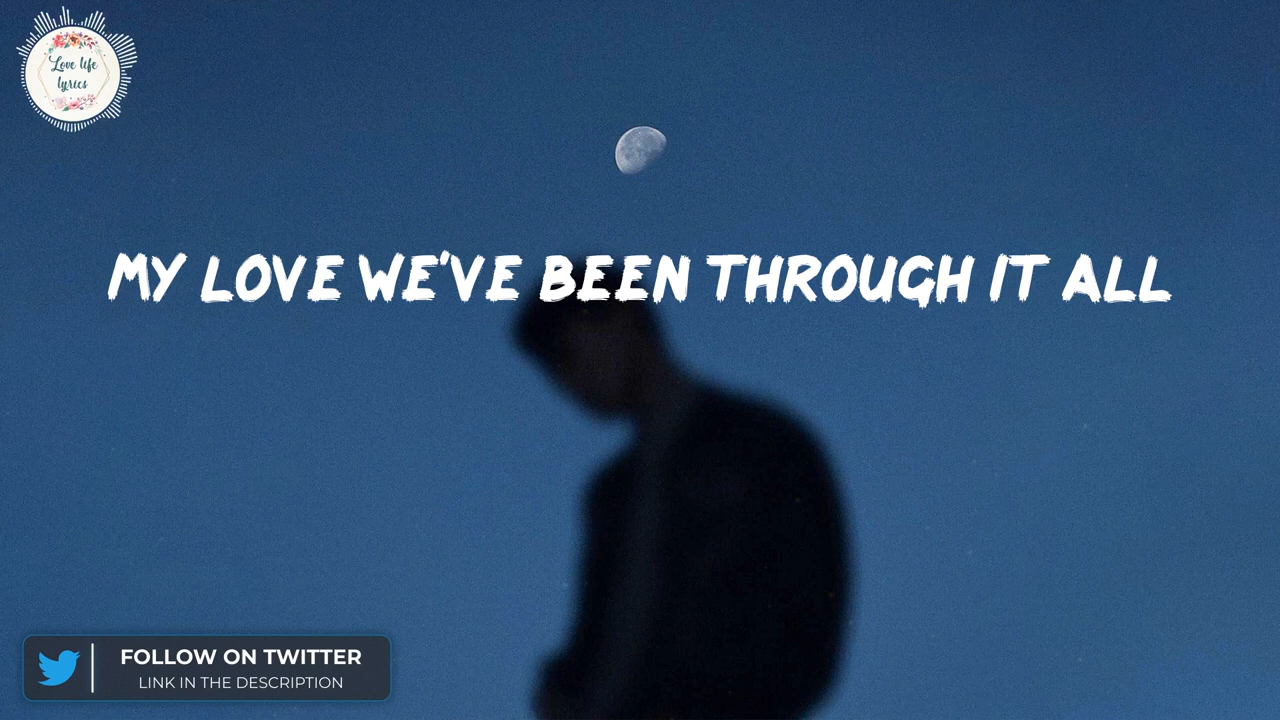 Love life
lyrics
MY LOVE WE'VE BEEN THROUGH IT ALL
FOLLOW ON TWITTER
LINK IN THE DESCRIPTION